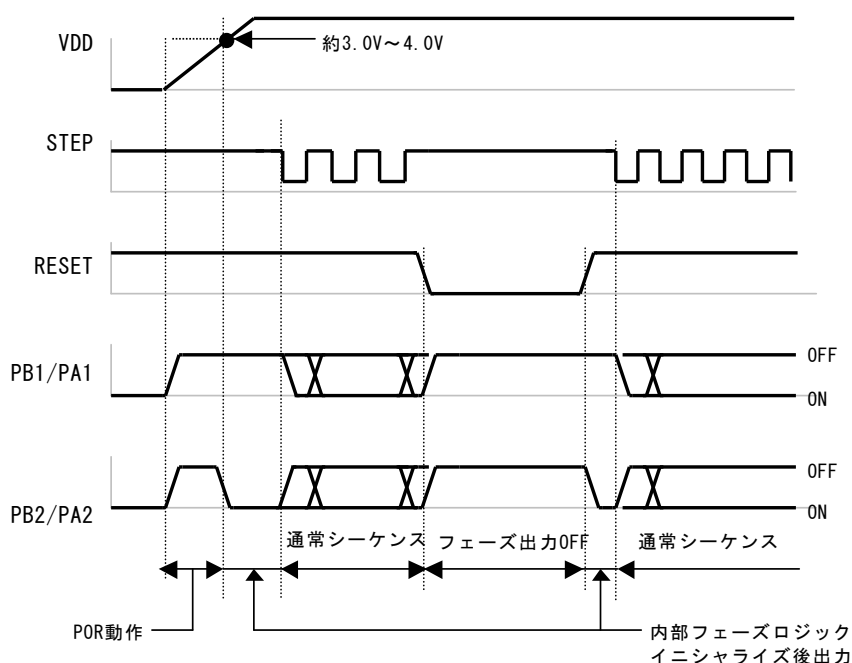 VDD
約3.0V～4.0V
STEP
RESET
PB1/PA1
OFF
ON
PB2/PA2
OFF
ON
通常シーケンス
フェーズ出力OFF
通常シーケンス
POR動作
内部フェーズロジック
イニシャライズ後出力